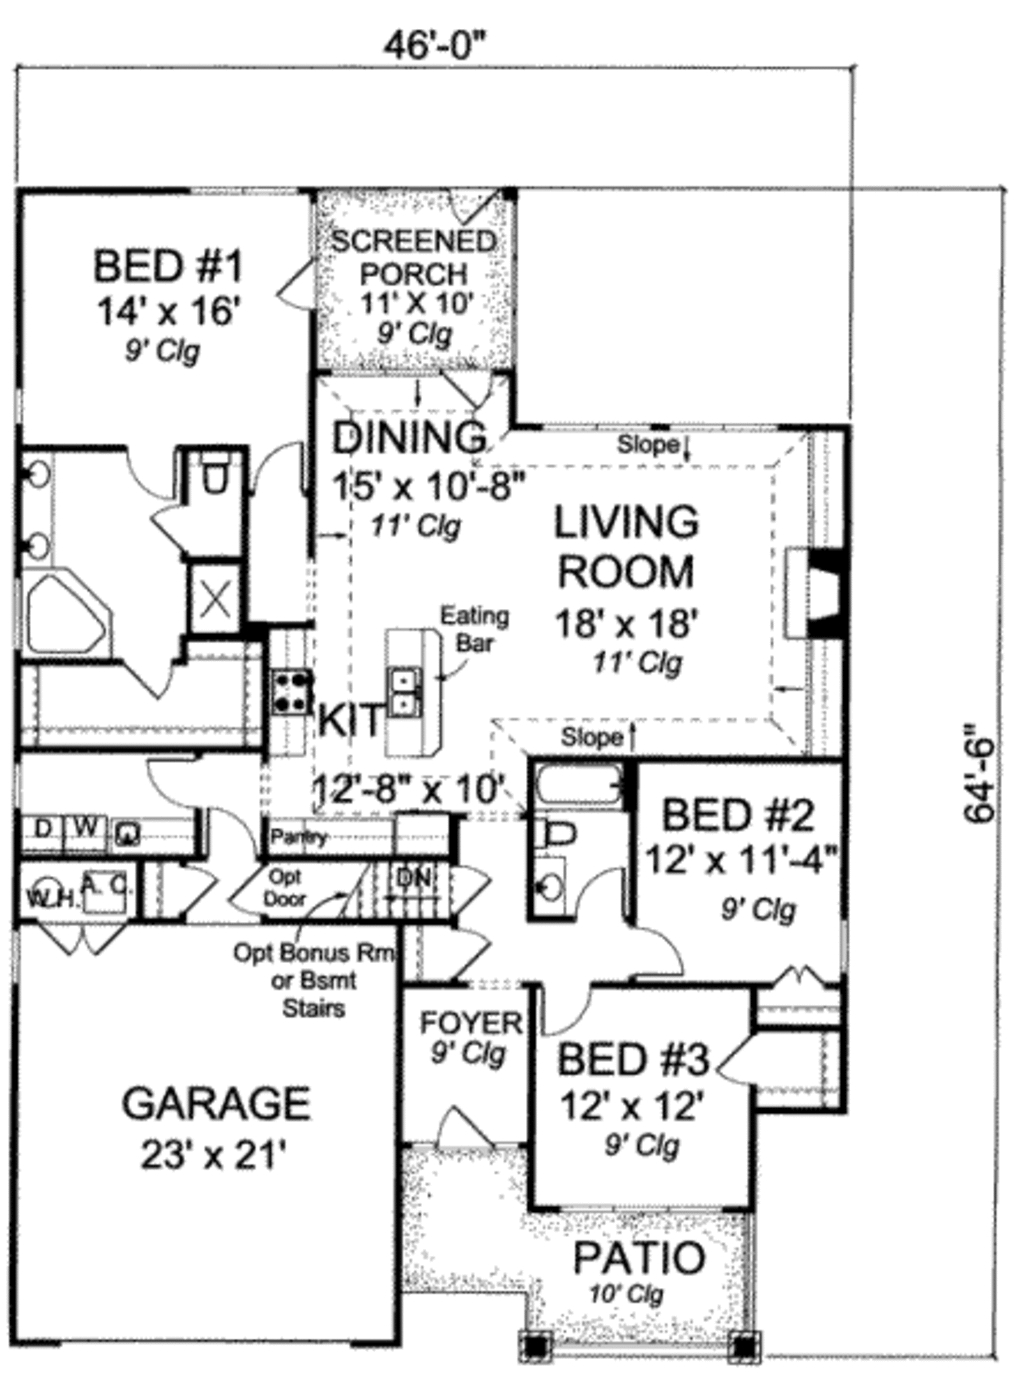 46'-0"
BED #1
14' x 16'
9' Clg
SCREENED
PORCH
11' X 10'
9' Clg
DINING
15' x 10'-8"
11' Clg
Slope
LIVING
ROOM
18' x 18'
11' Clg
Eating
Bar
KIT
12'-8" x 10'
Slope
64'-6"
D
W
Pantry
BED #2
12' x 11'-4"
9' Clg
W.H.
A. C.
Opt
Door
DN
Opt Bonus Rm
or Bsmt
Stairs
FOYER
9' Clg
BED #3
12' x 12'
9' Clg
GARAGE
23' x 21'
PATIO
10' Clg